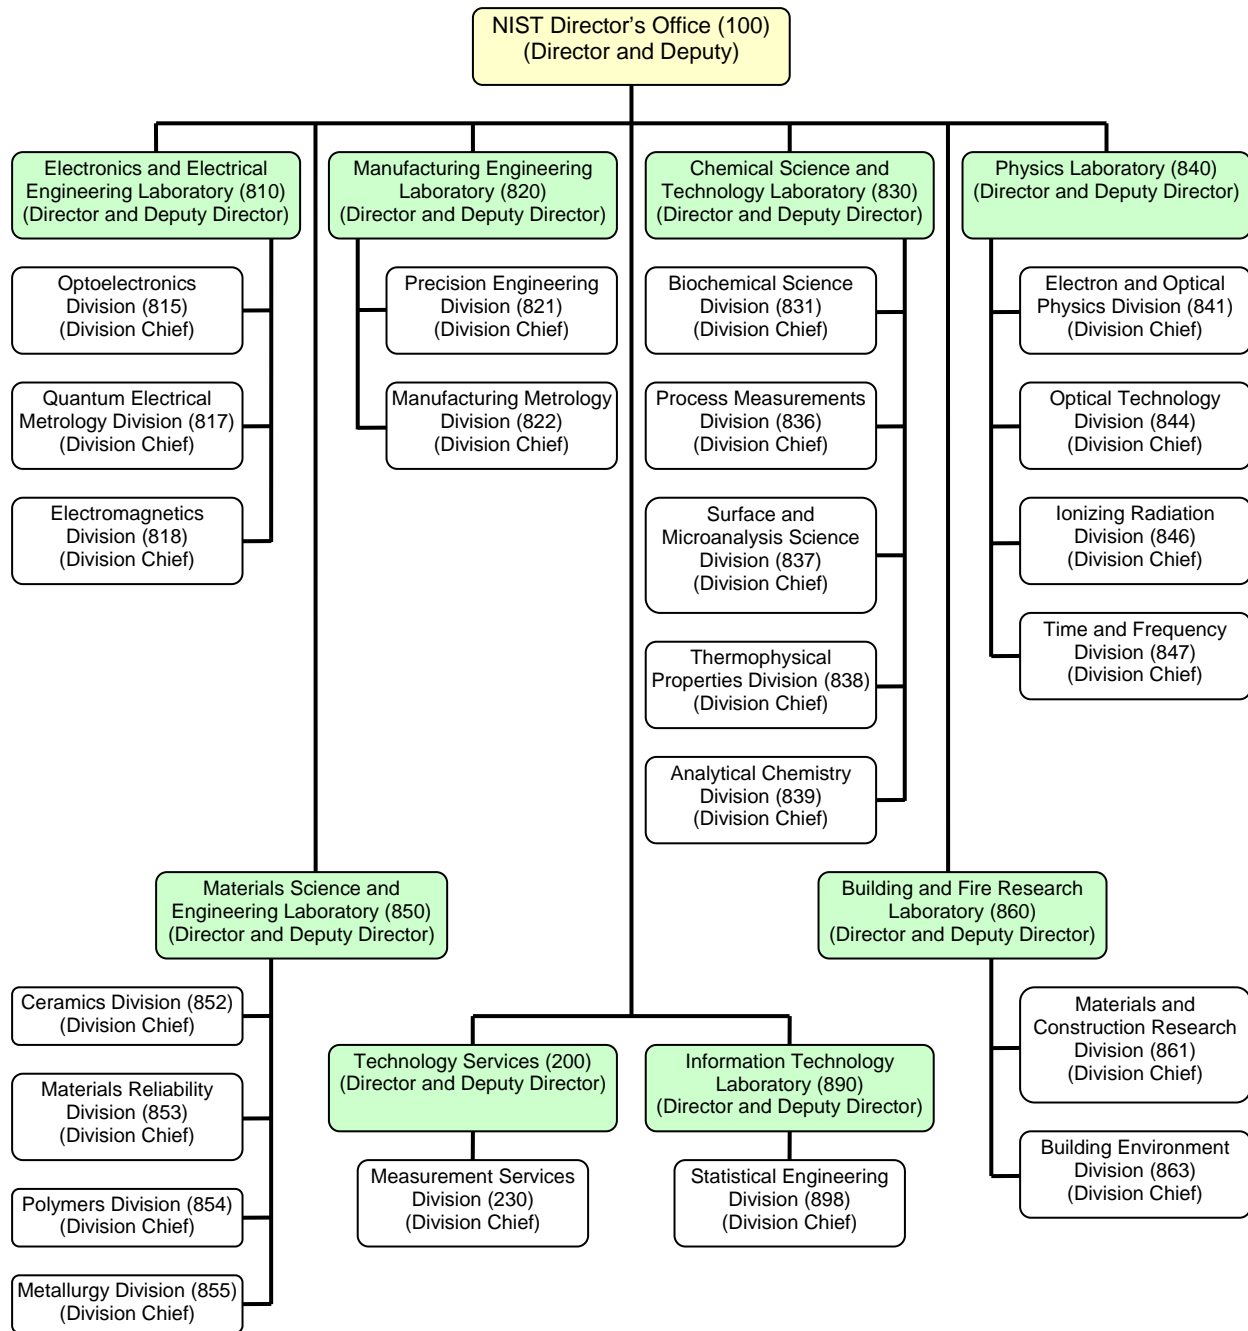 NIST Director’s Office (100)
(Director and Deputy)
Electronics and Electrical
Engineering Laboratory (810)
(Director and Deputy Director)
Manufacturing Engineering
Laboratory (820)
(Director and Deputy Director)
Chemical Science and
Technology Laboratory (830)
(Director and Deputy Director)
Physics Laboratory (840)
(Director and Deputy Director)
Optoelectronics
Division (815)
(Division Chief)
Quantum Electrical
Metrology Division (817)
(Division Chief)
Electromagnetics
Division (818)
(Division Chief)
Precision Engineering
Division (821)
(Division Chief)
Manufacturing Metrology
Division (822)
(Division Chief)
Biochemical Science
Division (831)
(Division Chief)
Process Measurements
Division (836)
(Division Chief)
Surface and
Microanalysis Science
Division (837)
(Division Chief)
Thermophysical
Properties Division (838)
(Division Chief)
Analytical Chemistry
Division (839)
(Division Chief)
Electron and Optical
Physics Division (841)
(Division Chief)
Optical Technology
Division (844)
(Division Chief)
Ionizing Radiation
Division (846)
(Division Chief)
Time and Frequency
Division (847)
(Division Chief)
Materials Science and
Engineering Laboratory (850)
(Director and Deputy Director)
Building and Fire Research
Laboratory (860)
(Director and Deputy Director)
Ceramics Division (852)
(Division Chief)
Materials Reliability
Division (853)
(Division Chief)
Polymers Division (854)
(Division Chief)
Metallurgy Division (855)
(Division Chief)
Technology Services (200)
(Director and Deputy Director)
Measurement Services
Division (230)
(Division Chief)
Information Technology
Laboratory (890)
(Director and Deputy Director)
Statistical Engineering
Division (898)
(Division Chief)
Materials and
Construction Research
Division (861)
(Division Chief)
Building Environment
Division (863)
(Division Chief)